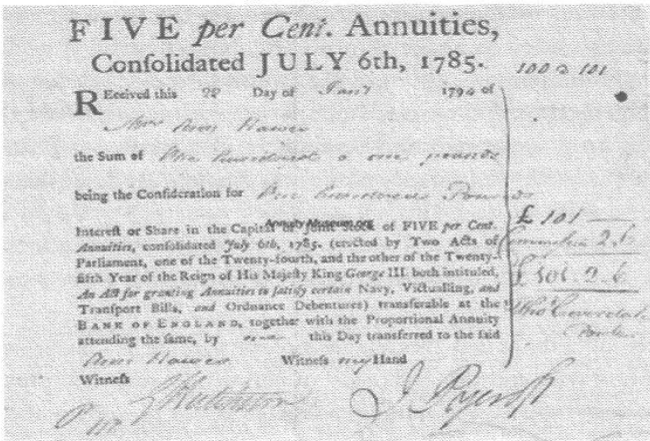 FIVE per Cent. Annuities,
Consolidated JULY 6th, 1785.
100 a 101
REceived this 22 Day of Jany 1794 of
Mrs Ann Hawes
the Sum of One hundred & one pounds
being the Consideration for One hundred Pounds
Interest or Share in the Capital or Joint Stock of FIVE per Cent.
AnnuityMuseum.org
Annuities, consolidated July 6th, 1785. (erected by Two Acts of
Parliament, one of the Twenty-fourth, and the other of the Twenty-
fifth Year of the Reign of His Majesty King George III. both intituled,
An Act for granting Annuities to satisfy certain Navy, Victualling, and
Transport Bills, and Ordnance Debentures) transferable at the
BANK OF ENGLAND, together with the Proportional Annuity
attending the same, by me this Day transferred to the said
Ann Hawes Witness my Hand
Witness
£ 101
2.6
£ 101. 2. 6
J Rycroft